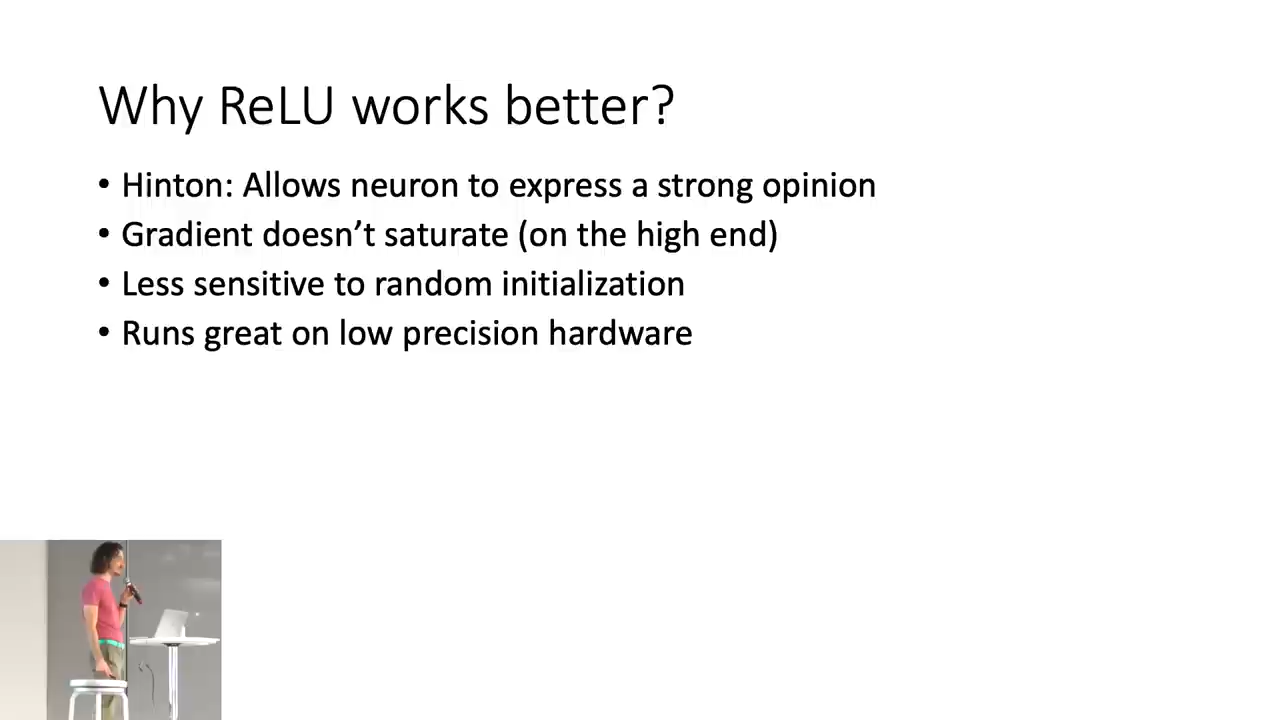 Why ReLU works better?
• Hinton: Allows neuron to express a strong opinion
• Gradient doesn’t saturate (on the high end)
• Less sensitive to random initialization
• Runs great on low precision hardware